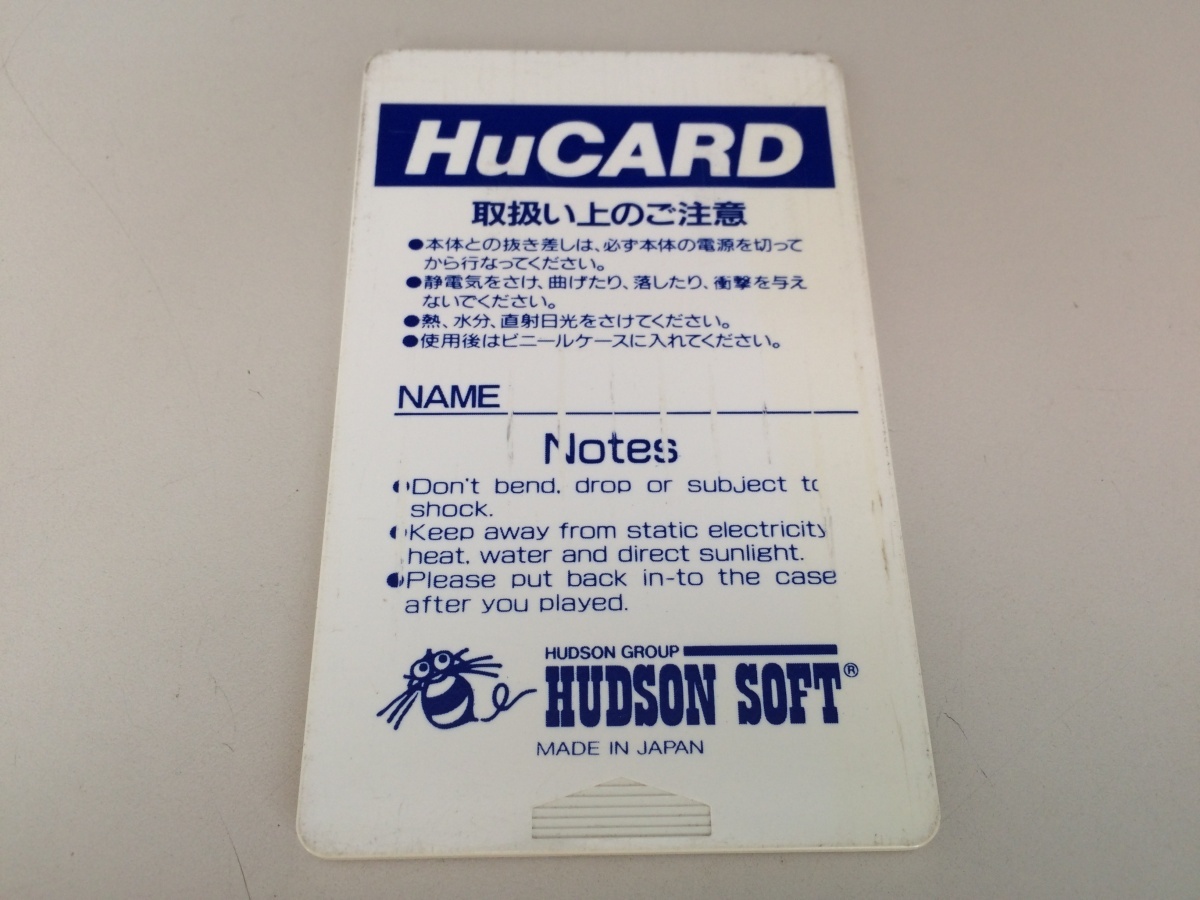 HuCARD
取扱い上のご注意
●本体との抜き差しは、必ず本体の電源を切って
から行なってください。
●静電気をさけ、曲げたり、落したり、衝撃を与え
ないでください。
●熱、水分、直射日光をさけてください。
●使用後はビニールケースに入れてください。
NAME
Notes
●Don't bend, drop or subject to
shock.
●Keep away from static electricity
heat, water and direct sunlight.
●Please put back in-to the case
after you played.
HUDSON GROUP
HUDSON SOFT®
MADE IN JAPAN